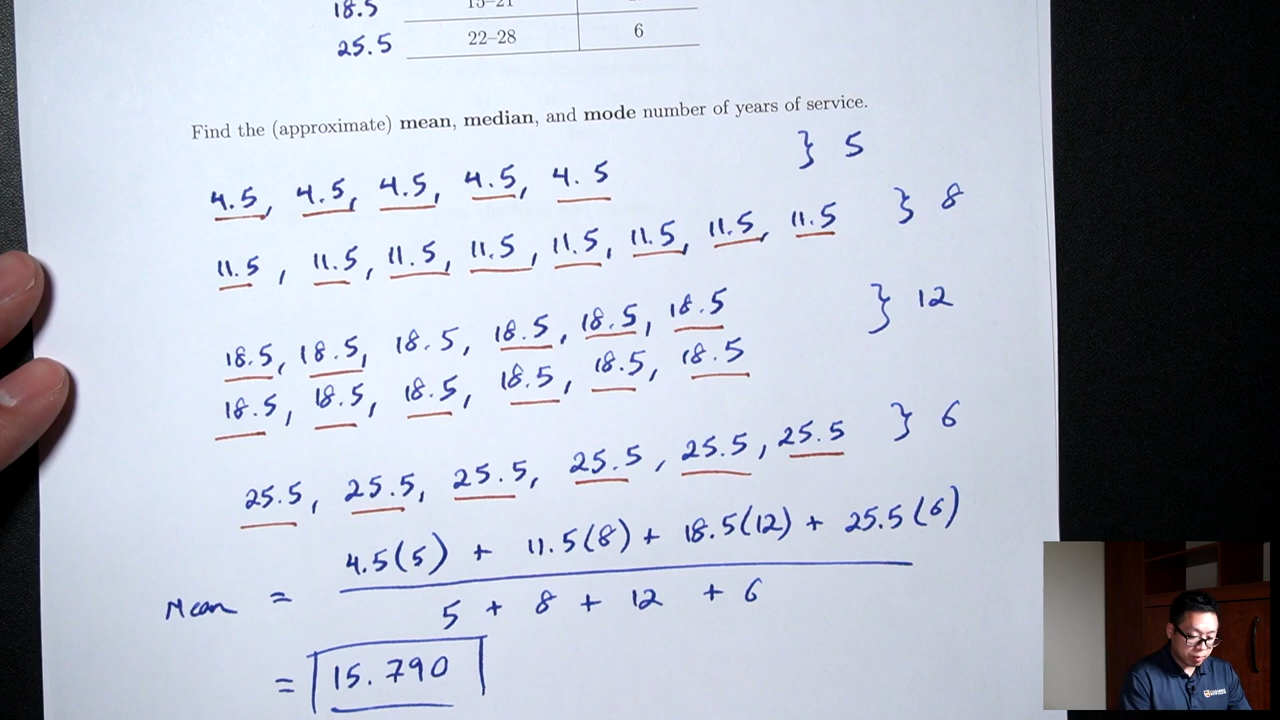 18.5 15–21
25.5 22–28 6
Find the (approximate) mean, median, and mode number of years of service.
4.5, 4.5, 4.5, 4.5, 4.5 } 5
11.5, 11.5, 11.5, 11.5, 11.5, 11.5, 11.5, 11.5 } 8
18.5, 18.5, 18.5, 18.5, 18.5, 18.5 } 12
18.5, 18.5, 18.5, 18.5, 18.5, 18.5
25.5, 25.5, 25.5, 25.5, 25.5, 25.5 } 6
4.5(5) + 11.5(8) + 18.5(12) + 25.5(6)
Mean =
5 + 8 + 12 + 6
= 15.790